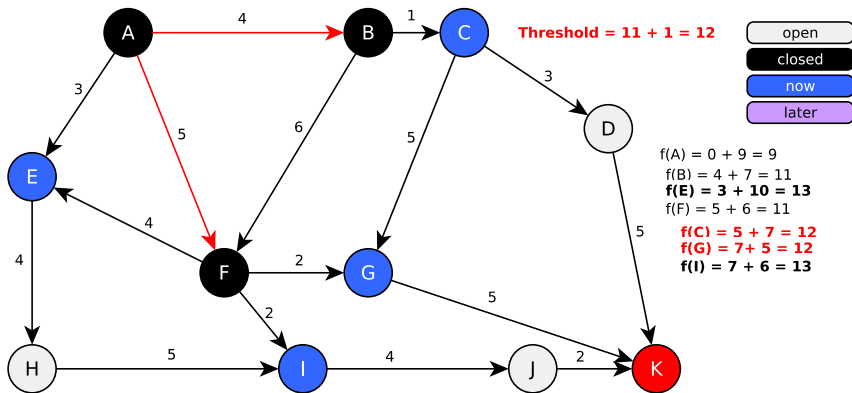 A
4
B
1
C
Threshold = 11 + 1 = 12
open
closed
now
later
3
5
6
5
3
D
E
f(A) = 0 + 9 = 9
f(B) = 4 + 7 = 11
f(E) = 3 + 10 = 13
f(F) = 5 + 6 = 11
f(C) = 5 + 7 = 12
f(G) = 7+ 5 = 12
f(I) = 7 + 6 = 13
4
4
F
2
G
5
5
2
H
5
I
4
J
2
K